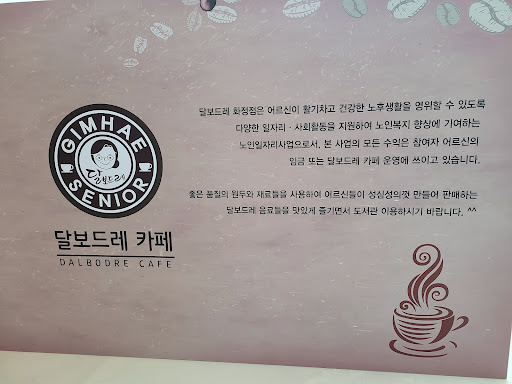 GIMHAE
달보드레
SENIOR
달보드레 카페
DALBODRE CAFE
달보드레 화정점은 어르신이 활기차고 건강한 노후생활을 영위할 수 있도록
다양한 일자리·사회활동을 지원하여 노인복지 향상에 기여하는
노인일자리사업으로서, 본 사업의 모든 수익은 참여자 어르신의
임금 또는 달보드레 카페 운영에 쓰이고 있습니다.
좋은 품질의 원두와 재료들을 사용하여 어르신들이 성심성의껏 만들어 판매하는
달보드레 음료들을 맛있게 즐기면서 도서관 이용하시기 바랍니다. ^^